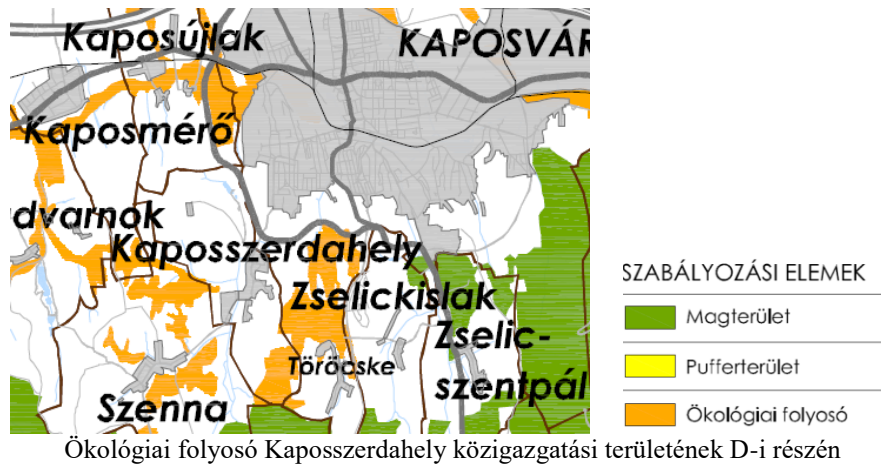 Kaposújlak
KAPOSVÁR
Kaposmérő
dvarnok
Kaposszerdahely
Zselickislak
Zselic-
szentpál
Töröcske
Szenna
SZABÁLYOZÁSI ELEMEK
Magterület
Pufferterület
Ökológiai folyosó
Ökológiai folyosó Kaposszerdahely közigazgatási területének D-i részén